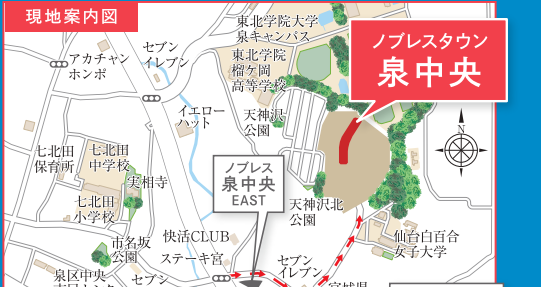 現地案内図
東北学院大学
泉キャンパス
ノブレスタウン
泉中央
セブン
イレブン
アカチャン
ホンポ
東北学院
榴ケ岡
高等学校
イエロー
ハット
天神沢
公園
N
七北田
保育所
七北田
中学校
実相寺
ノブレス
泉中央
EAST
七北田
小学校
天神沢北
公園
市名坂
公園
快活CLUB
ステーキ宮
仙台白百合
女子大学
セブン
イレブン
泉区中央
セブン